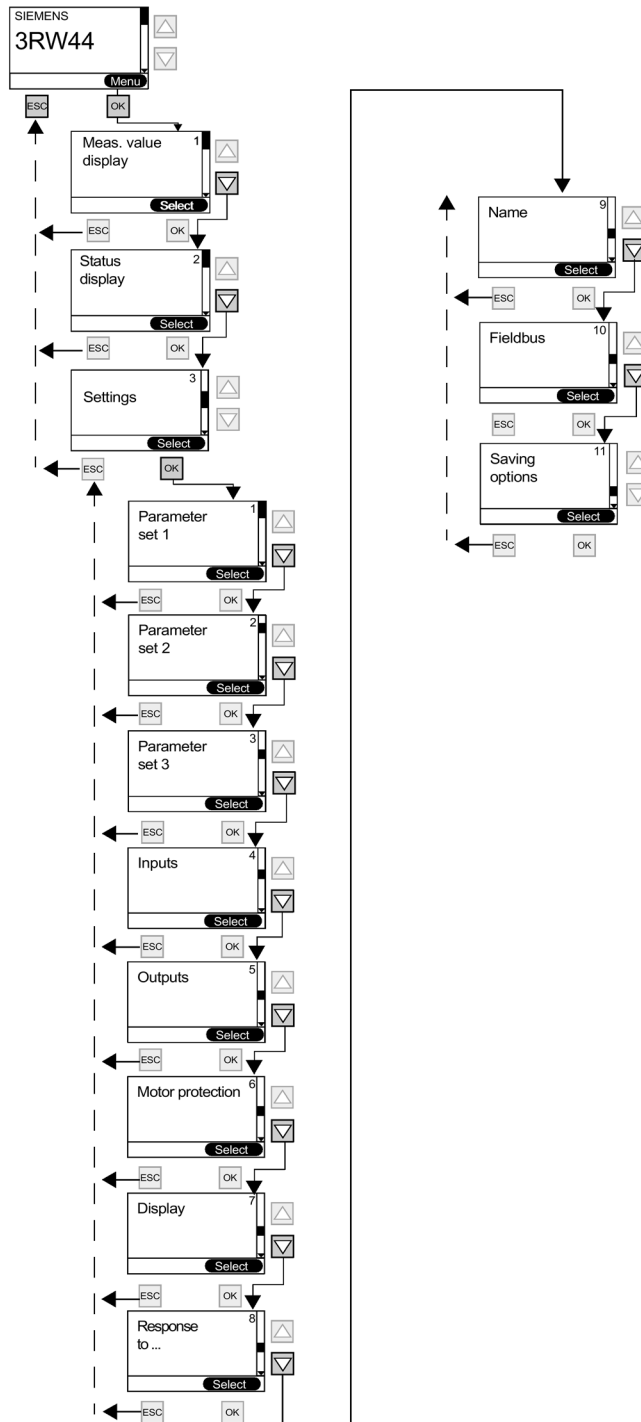 SIEMENS
3RW44
Menu
ESC
OK
Meas. value
display
1
Select
ESC
OK
Status
display
2
Select
ESC
OK
Settings
3
Select
ESC
OK
Parameter
set 1
1
Select
ESC
OK
Parameter
set 2
2
Select
ESC
OK
Parameter
set 3
3
Select
ESC
OK
Inputs
4
Select
ESC
OK
Outputs
5
Select
ESC
OK
Motor protection
6
Select
ESC
OK
Display
7
Select
ESC
OK
Response
to ...
8
Select
ESC
OK
Name
9
Select
ESC
OK
Fieldbus
10
Select
ESC
OK
Saving
options
11
Select
ESC
OK